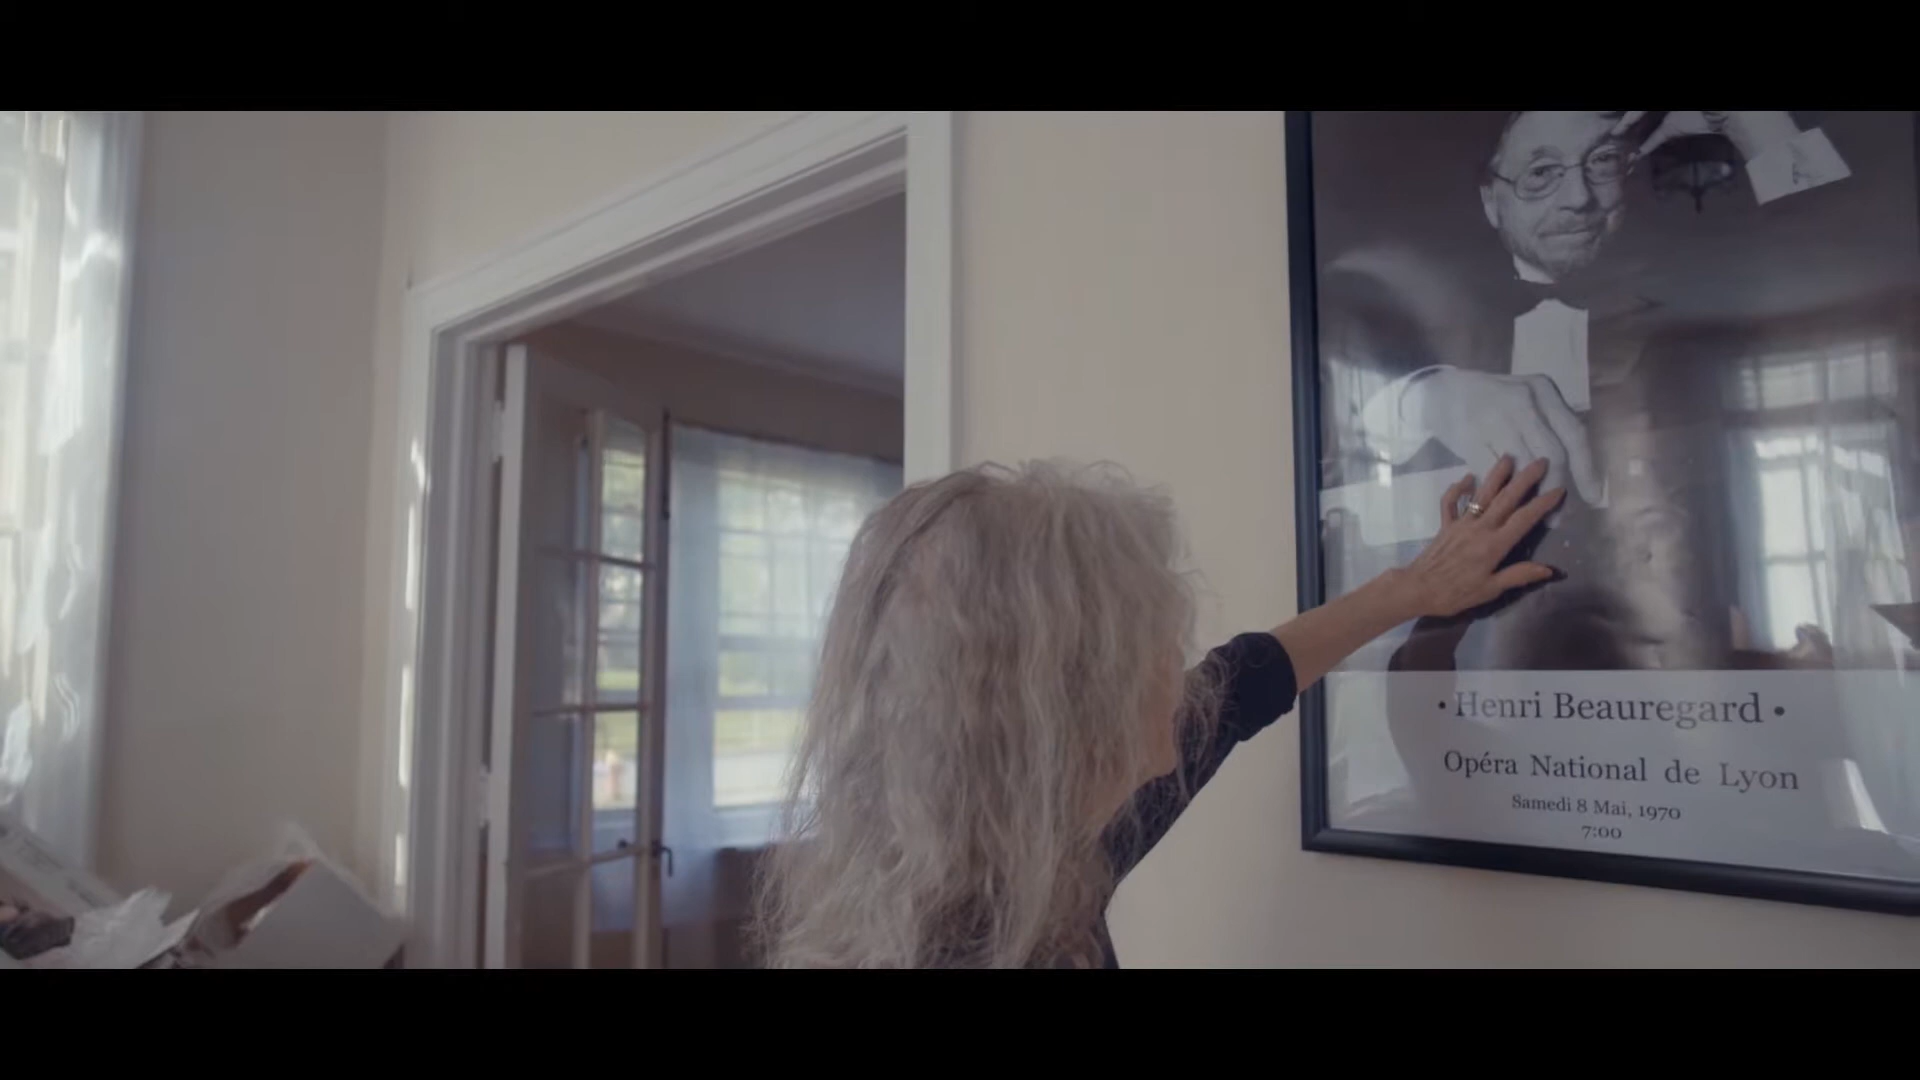 • Henri Beauregard •
Opéra National de Lyon
Samedi 8 Mai, 1970
7:00